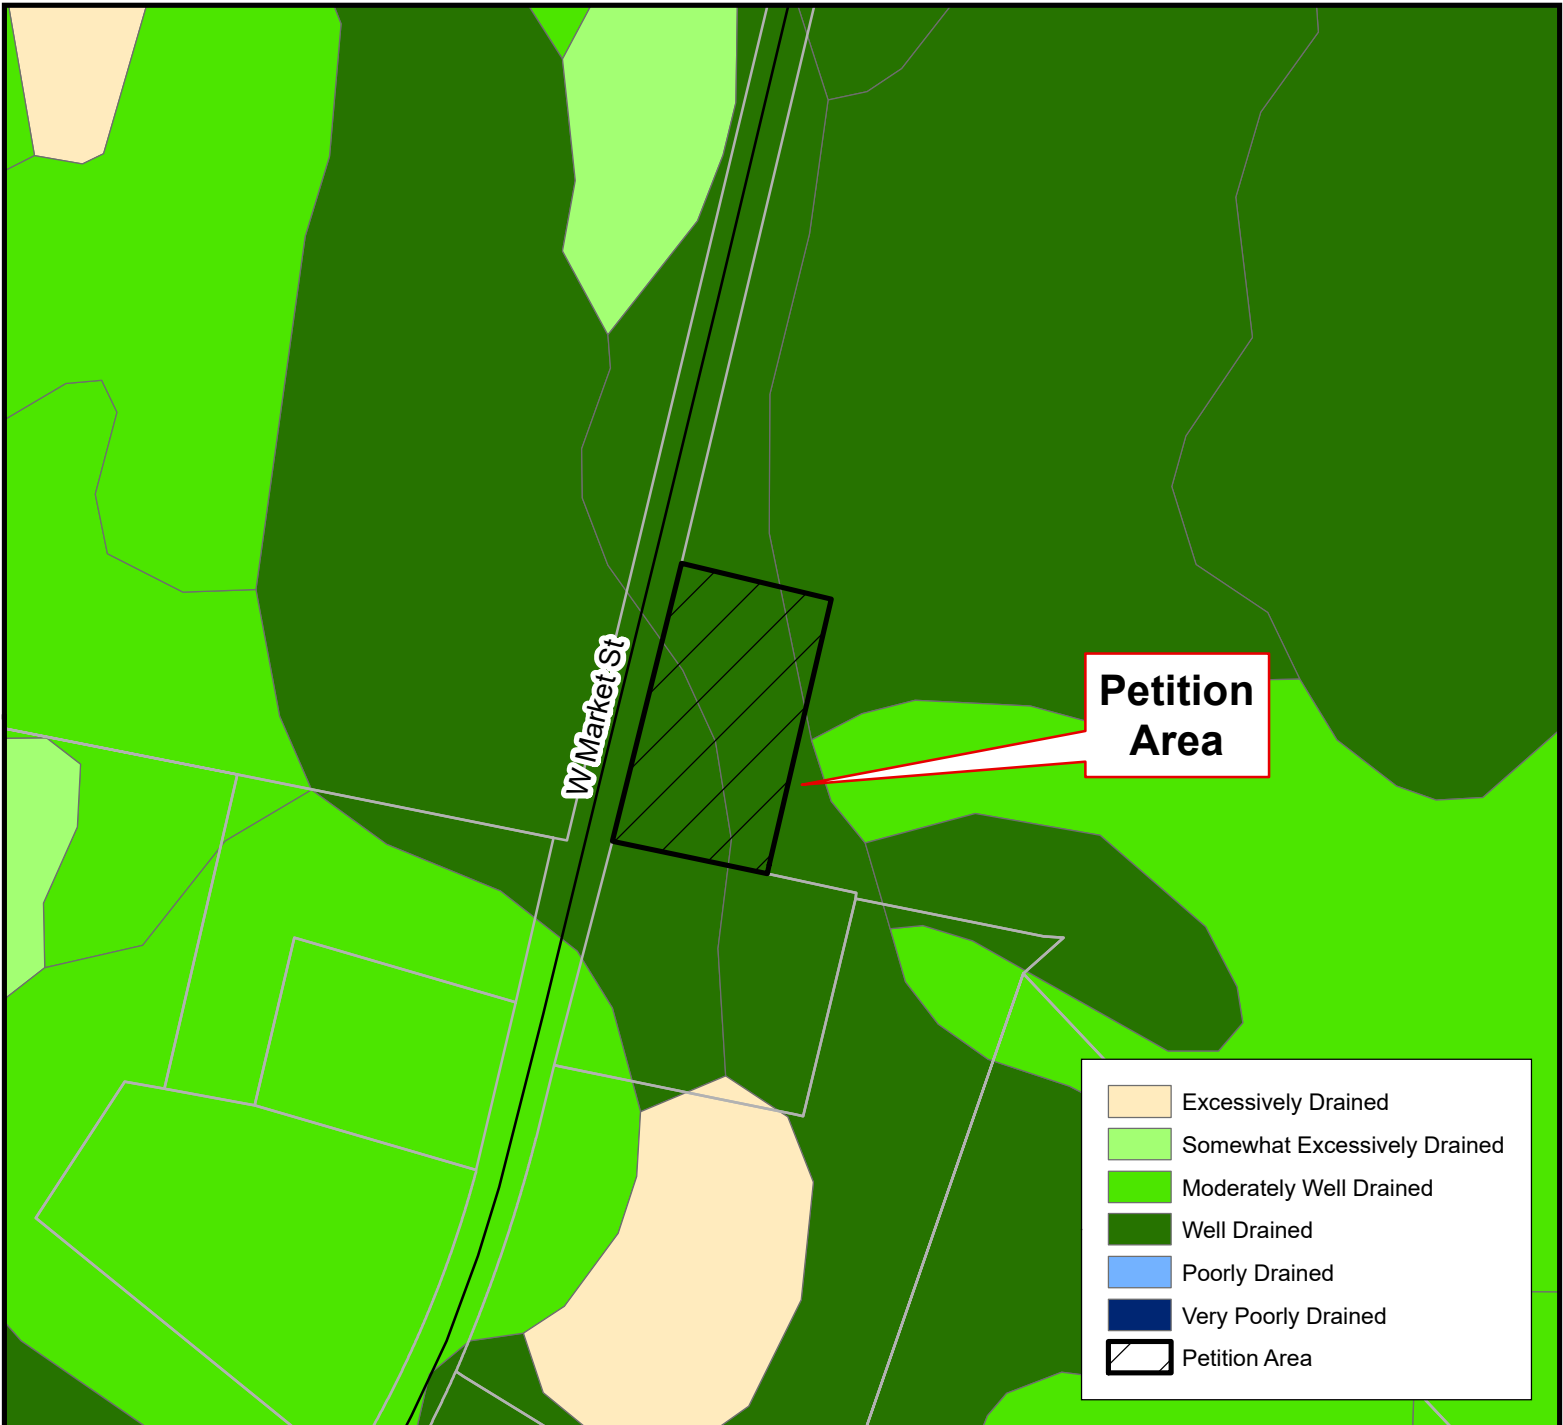 W Market St
Petition
Area
Excessively Drained
Somewhat Excessively Drained
Moderately Well Drained
Well Drained
Poorly Drained
Very Poorly Drained
Petition Area